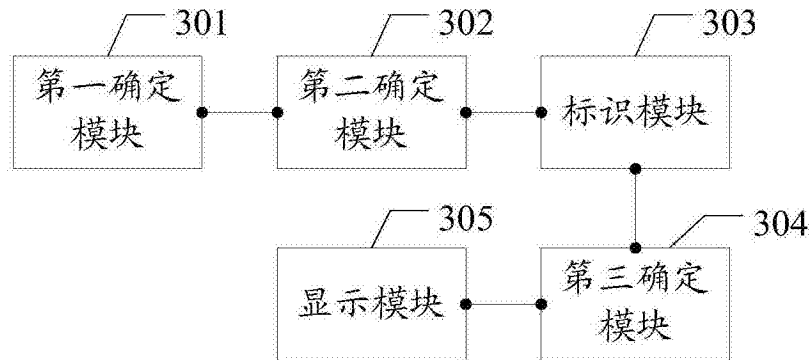 301
第一确定
模块
302
第二确定
模块
303
标识模块
305
显示模块
304
第三确定
模块